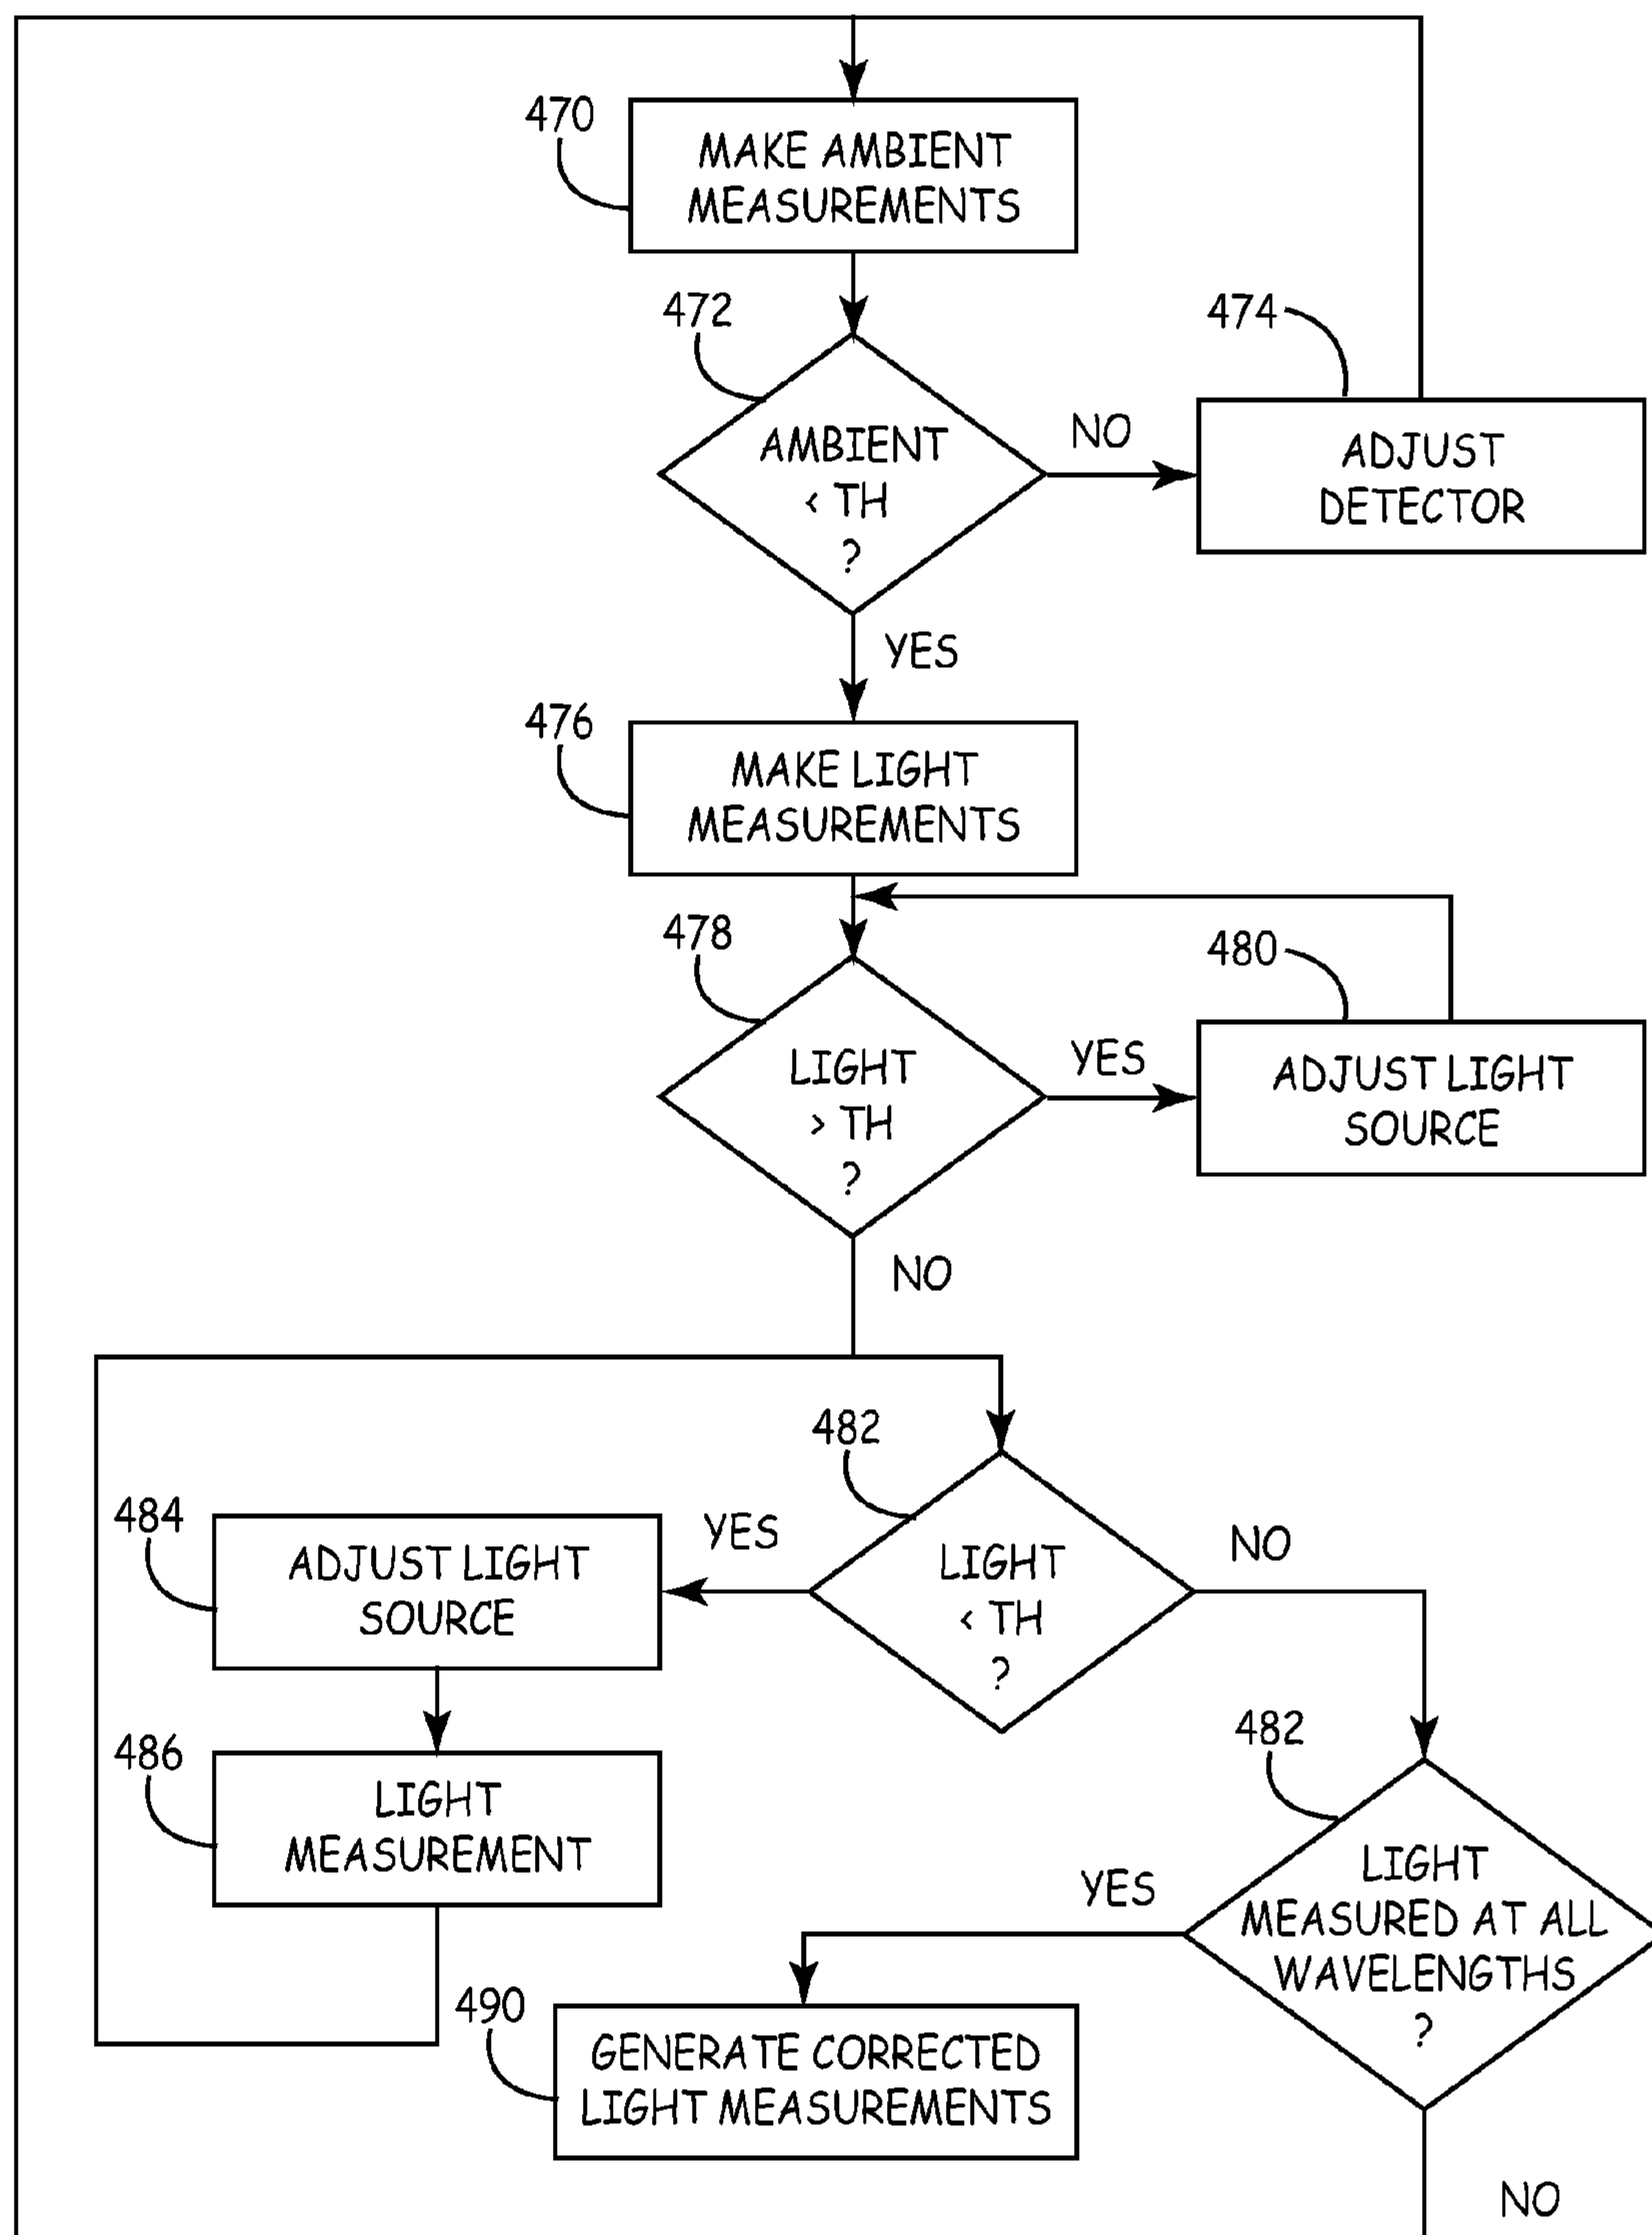 470
MAKE AMBIENT
MEASUREMENTS
472
474
AMBIENT
< TH
?
NO
ADJUST
DETECTOR
YES
476
MAKE LIGHT
MEASUREMENTS
478
480
LIGHT
> TH
?
YES
ADJUST LIGHT
SOURCE
NO
482
484
ADJUST LIGHT
SOURCE
YES
LIGHT
< TH
?
NO
486
LIGHT
MEASUREMENT
482
LIGHT
MEASURED AT ALL
WAVELENGTHS
?
YES
490
GENERATE CORRECTED
LIGHT MEASUREMENTS
NO